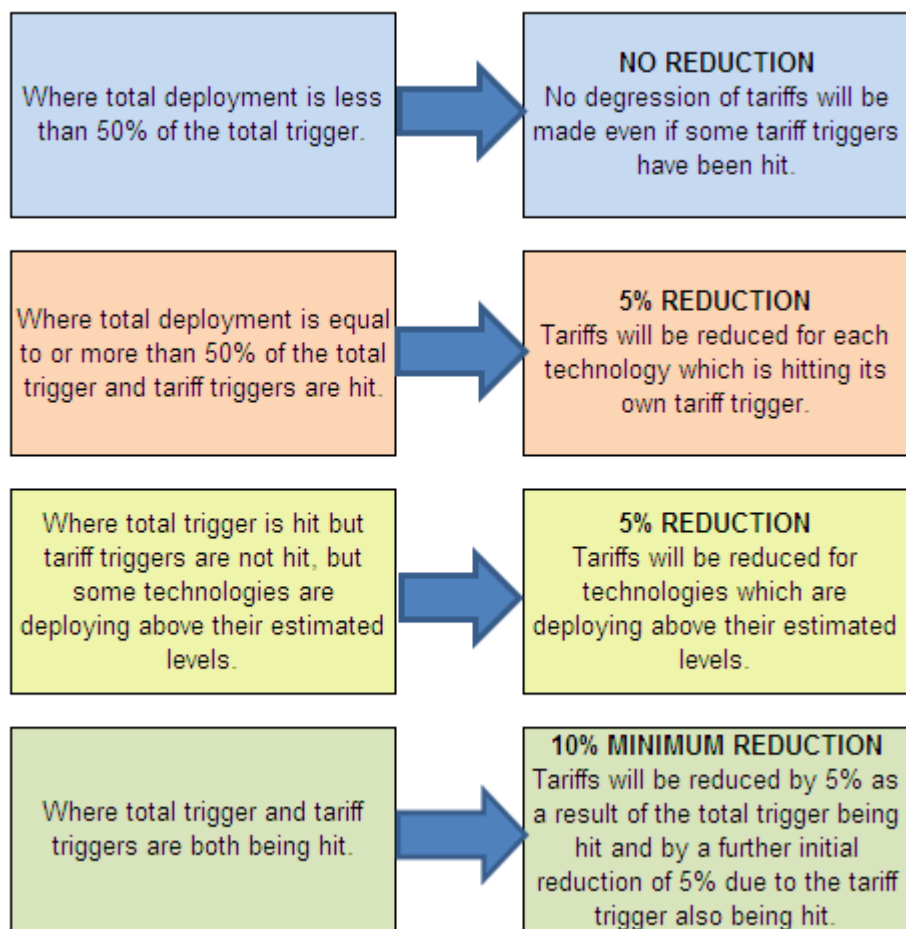 Where total deployment is less
than 50% of the total trigger.
NO REDUCTION
No degression of tariffs will be
made even if some tariff triggers
have been hit.
Where total deployment is equal
to or more than 50% of the total
trigger and tariff triggers are hit.
5% REDUCTION
Tariffs will be reduced for each
technology which is hitting its
own tariff trigger.
Where total trigger is hit but
tariff triggers are not hit, but
some technologies are
deploying above their estimated
levels.
5% REDUCTION
Tariffs will be reduced for
technologies which are
deploying above their estimated
levels.
Where total trigger and tariff
triggers are both being hit.
10% MINIMUM REDUCTION
Tariffs will be reduced by 5% as
a result of the total trigger being
hit and by a further initial
reduction of 5% due to the tariff
trigger also being hit.